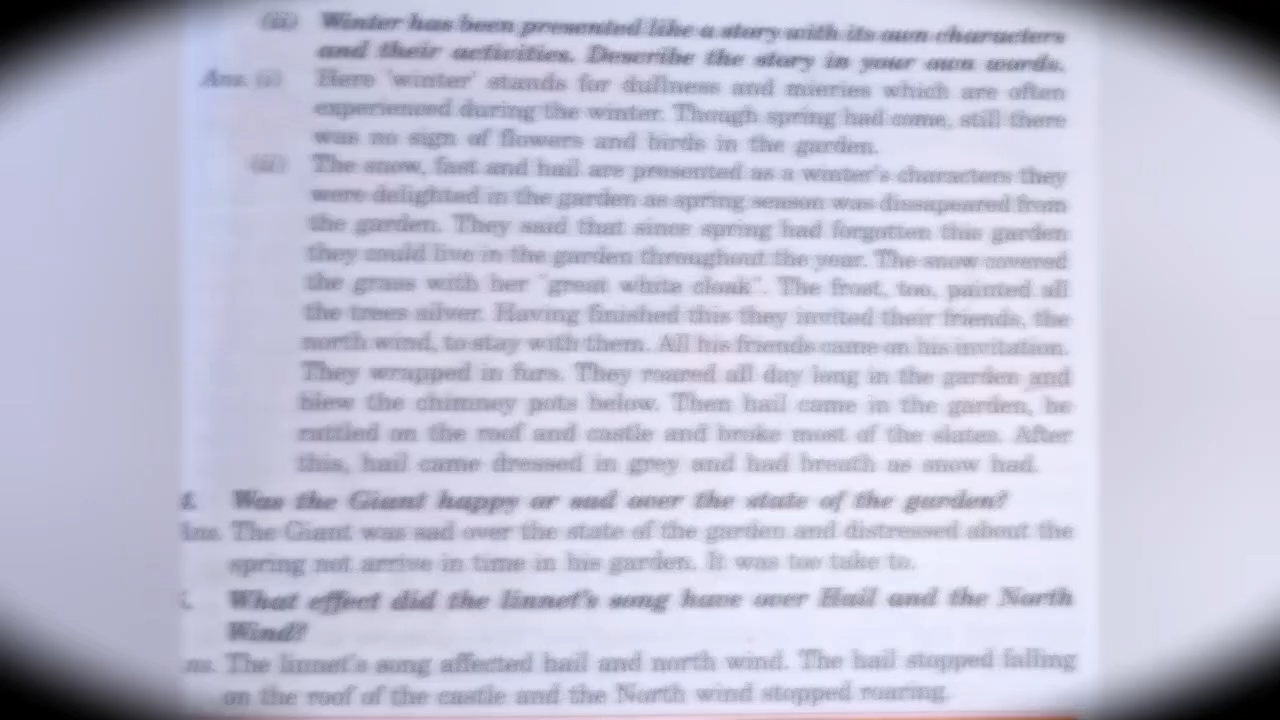 (iii) Winter has been presented like a story with its own characters
and their activities. Describe the story in your own words.
Ans. (i) Here 'winter' stands for dullness and mieries which are often
experienced during the winter. Though spring had come, still there
was no sign of flowers and birds in the garden.
The snow, fast and hail are presented as a winter's characters they
were delighted in the garden as spring season was dissapeared from
the garden. They said that since spring had forgotten this garden
they could live in the garden throughout the year. The snow covered
the grass with her "great white cloak". The frost, too, painted all
the trees silver. Having finished this they invited their friends, the
north wind, to stay with them. All his friends came on his invitation.
They wrapped in furs. They roared all day long in the garden and
blew the chimney pots below. Then hail came in the garden, he
rattled on the roof and castle and broke most of the slates. After
this, hail came dressed in grey and had breath as snow had.
4. Was the Giant happy or sad over the state of the garden?
Ans. The Giant was sad over the state of the garden and distressed about the
spring not arrive in time in his garden. It was too take to.
What effect did the linnet's song have over Hail and the North
Wind?
ns. The linnet's song affected hail and north wind. The hail stopped falling
on the roof of the castle and the North wind stopped roaring.